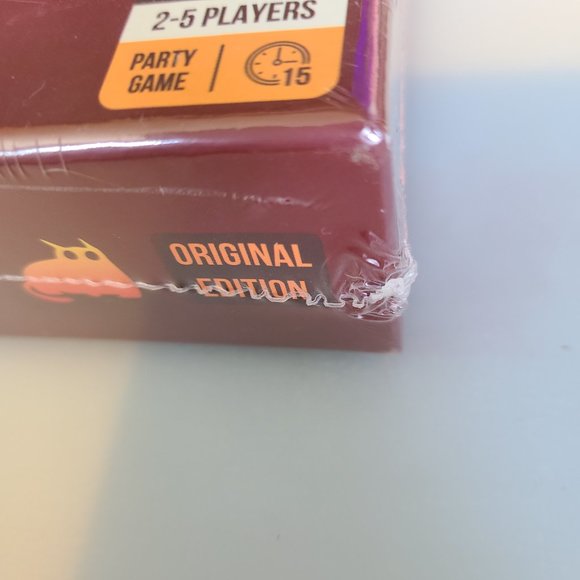 2-5 PLAYERS
PARTY
GAME
15
ORIGINAL
EDITION